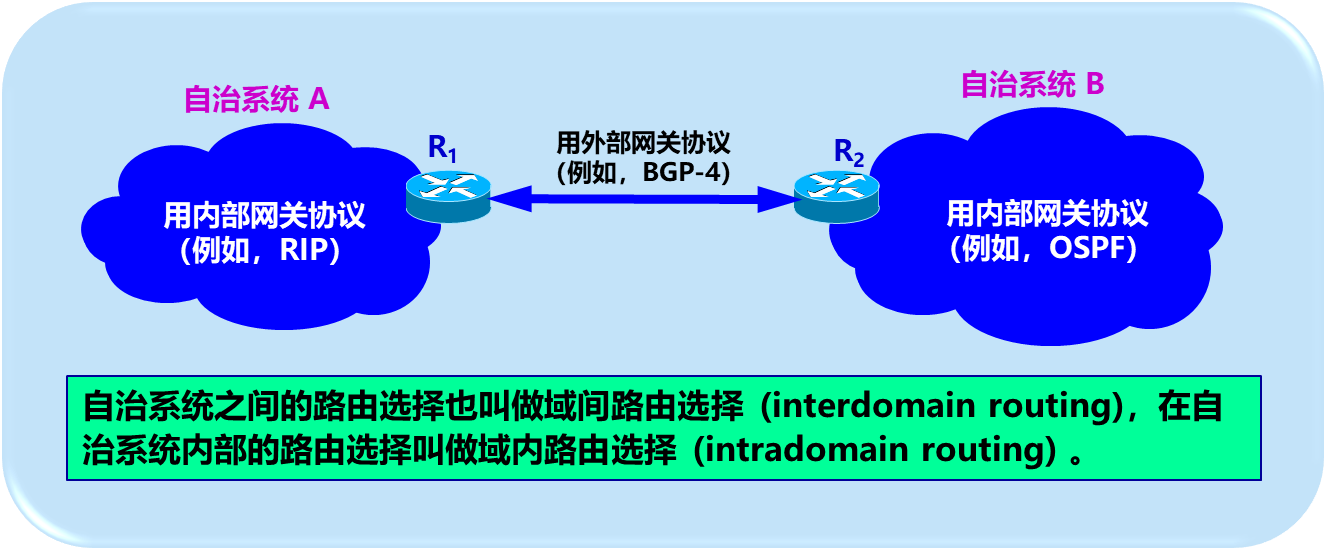 自治系统 A
自治系统 B
R1
用外部网关协议
(例如，BGP-4)
R2
用内部网关协议
(例如，RIP)
用内部网关协议
(例如，OSPF)
自治系统之间的路由选择也叫做域间路由选择 (interdomain routing)，在自
治系统内部的路由选择叫做域内路由选择 (intradomain routing) 。